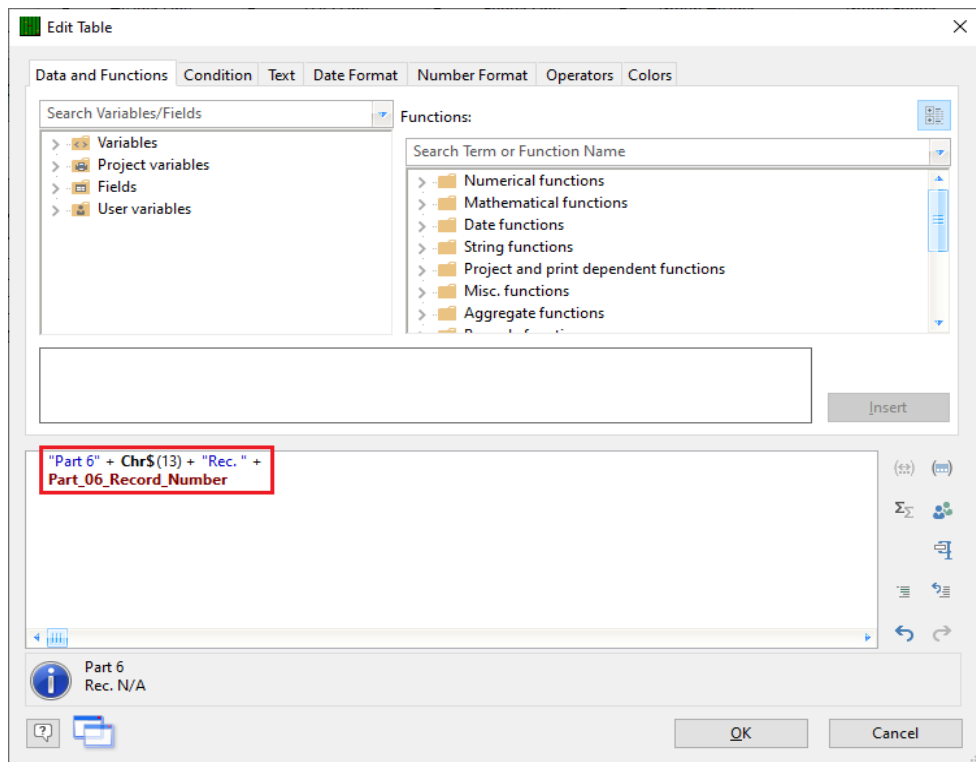 Edit Table
Data and Functions Condition Text Date Format Number Format Operators Colors
Search Variables/Fields
Functions:
Variables
Project variables
Fields
User variables
Search Term or Function Name
Numerical functions
Mathematical functions
Date functions
String functions
Project and print dependent functions
Misc. functions
Aggregate functions
Insert
"Part 6" + Chr$(13) + "Rec. " +
Part_06_Record_Number
Part 6
Rec. N/A
OK Cancel